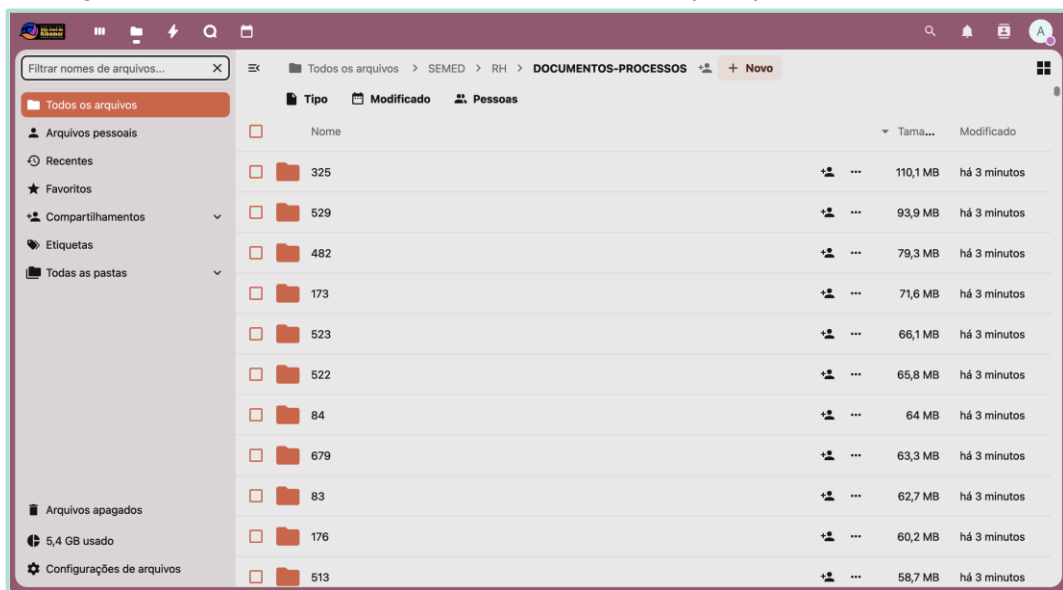 São José de
Ribamar
A
Filtrar nomes de arquivos...
Todos os arquivos > SEMED > RH > DOCUMENTOS-PROCESSOS + Novo
Todos os arquivos
Tipo Modificado Pessoas
Arquivos pessoais
Nome Tama... Modificado
Recentes
325 110,1 MB há 3 minutos
Favoritos
529 93,9 MB há 3 minutos
Compartilhamentos
Etiquetas
482 79,3 MB há 3 minutos
Todas as pastas
173 71,6 MB há 3 minutos
523 66,1 MB há 3 minutos
522 65,8 MB há 3 minutos
84 64 MB há 3 minutos
679 63,3 MB há 3 minutos
83 62,7 MB há 3 minutos
Arquivos apagados
176 60,2 MB há 3 minutos
5,4 GB usado
Configurações de arquivos
513 58,7 MB há 3 minutos